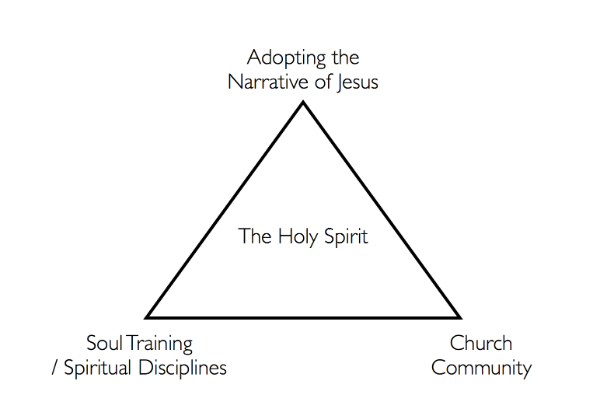 Adopting the
Narrative of Jesus
The Holy Spirit
Soul Training
/ Spiritual Disciplines
Church
Community